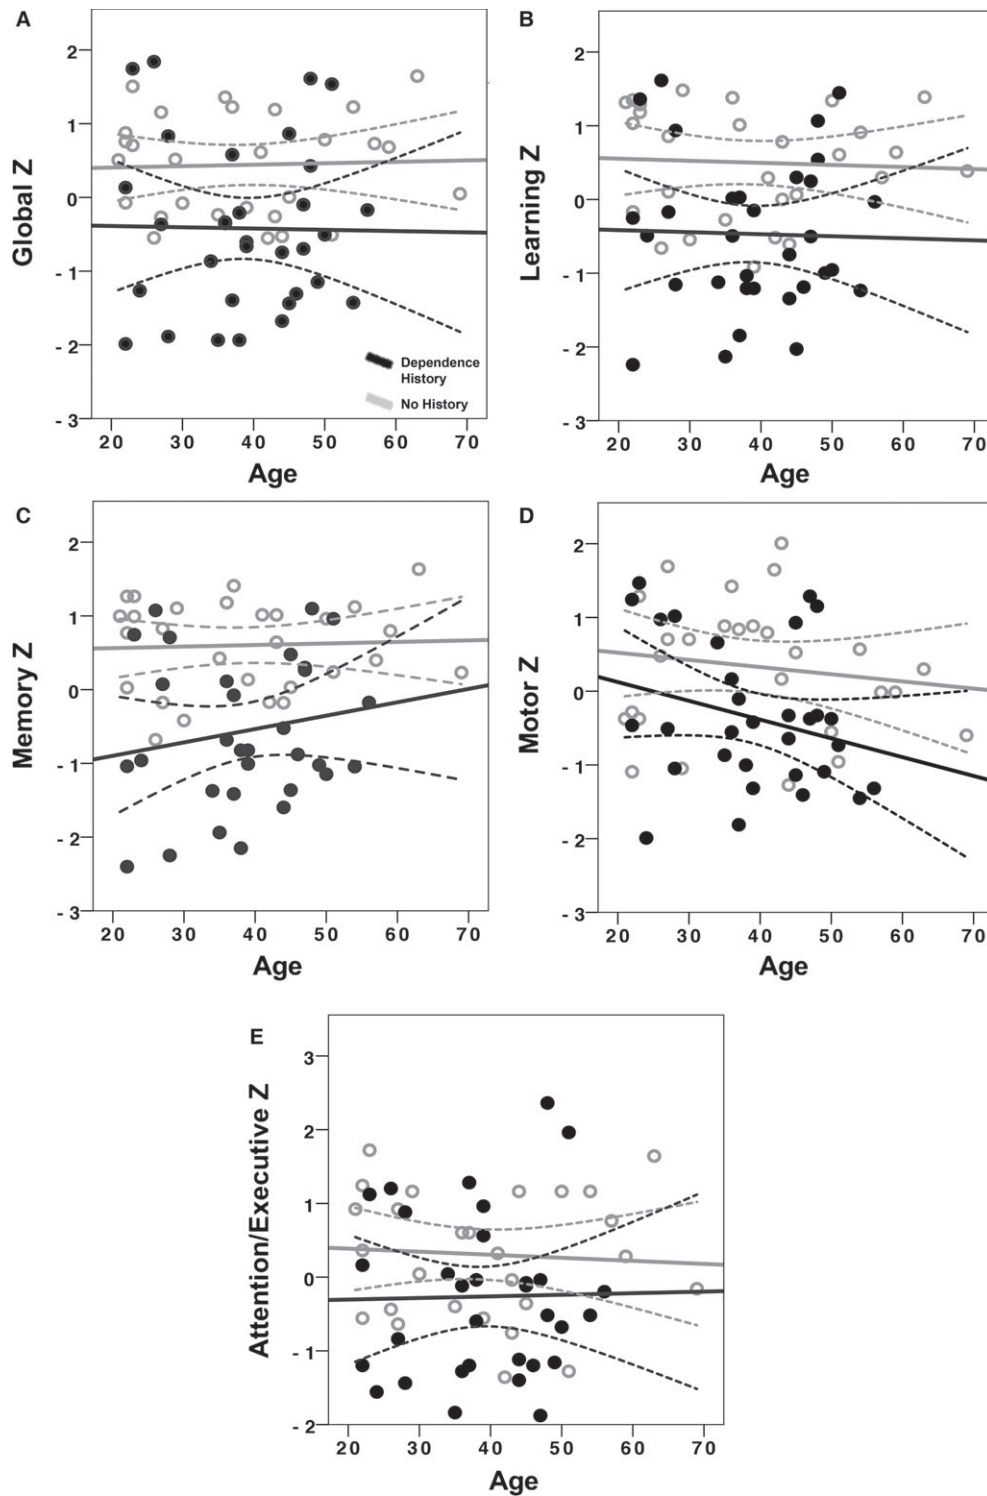 A
2
1
0
- 1
- 2
- 3
Global Z
Dependence
History
No History
20 30 40 50 60 70
Age
B
2
1
0
- 1
- 2
- 3
Learning Z
20 30 40 50 60 70
Age
C
2
1
0
- 1
- 2
- 3
Memory Z
20 30 40 50 60 70
Age
D
2
1
0
- 1
- 2
- 3
Motor Z
20 30 40 50 60 70
Age
E
3
2
1
0
- 1
- 2
Attention/Executive Z
20 30 40 50 60 70
Age